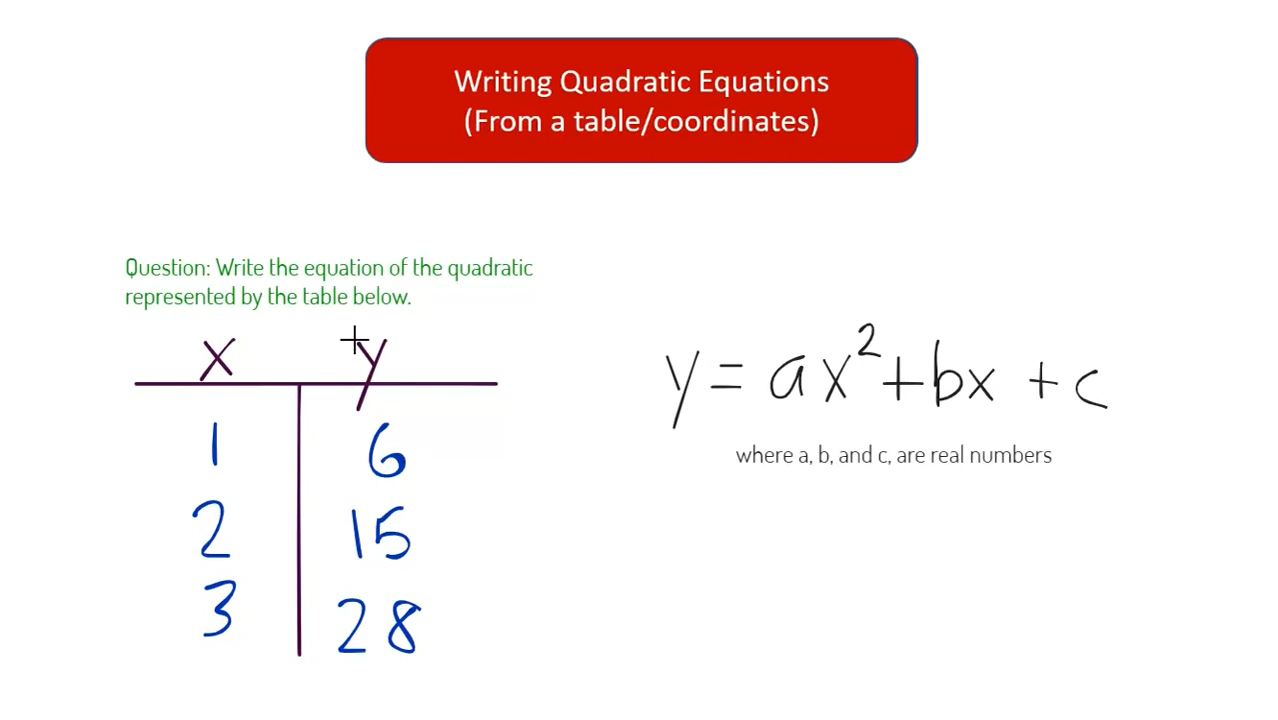 Writing Quadratic Equations
(From a table/coordinates)
Question: Write the equation of the quadratic
represented by the table below.
x y
1 6
2 15
3 28
y = ax² + bx + c
where a, b, and c, are real numbers